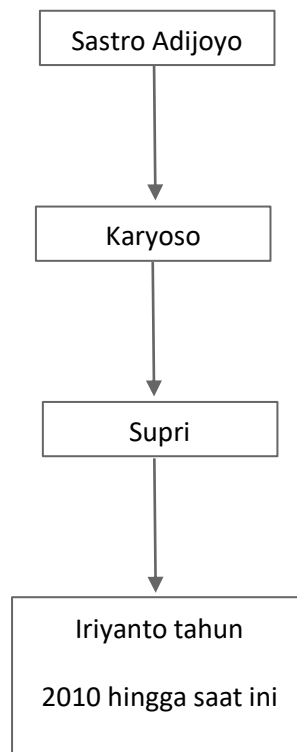 Sastro Adijoyo
Karyoso
Supri
Iriyanto tahun
2010 hingga saat ini